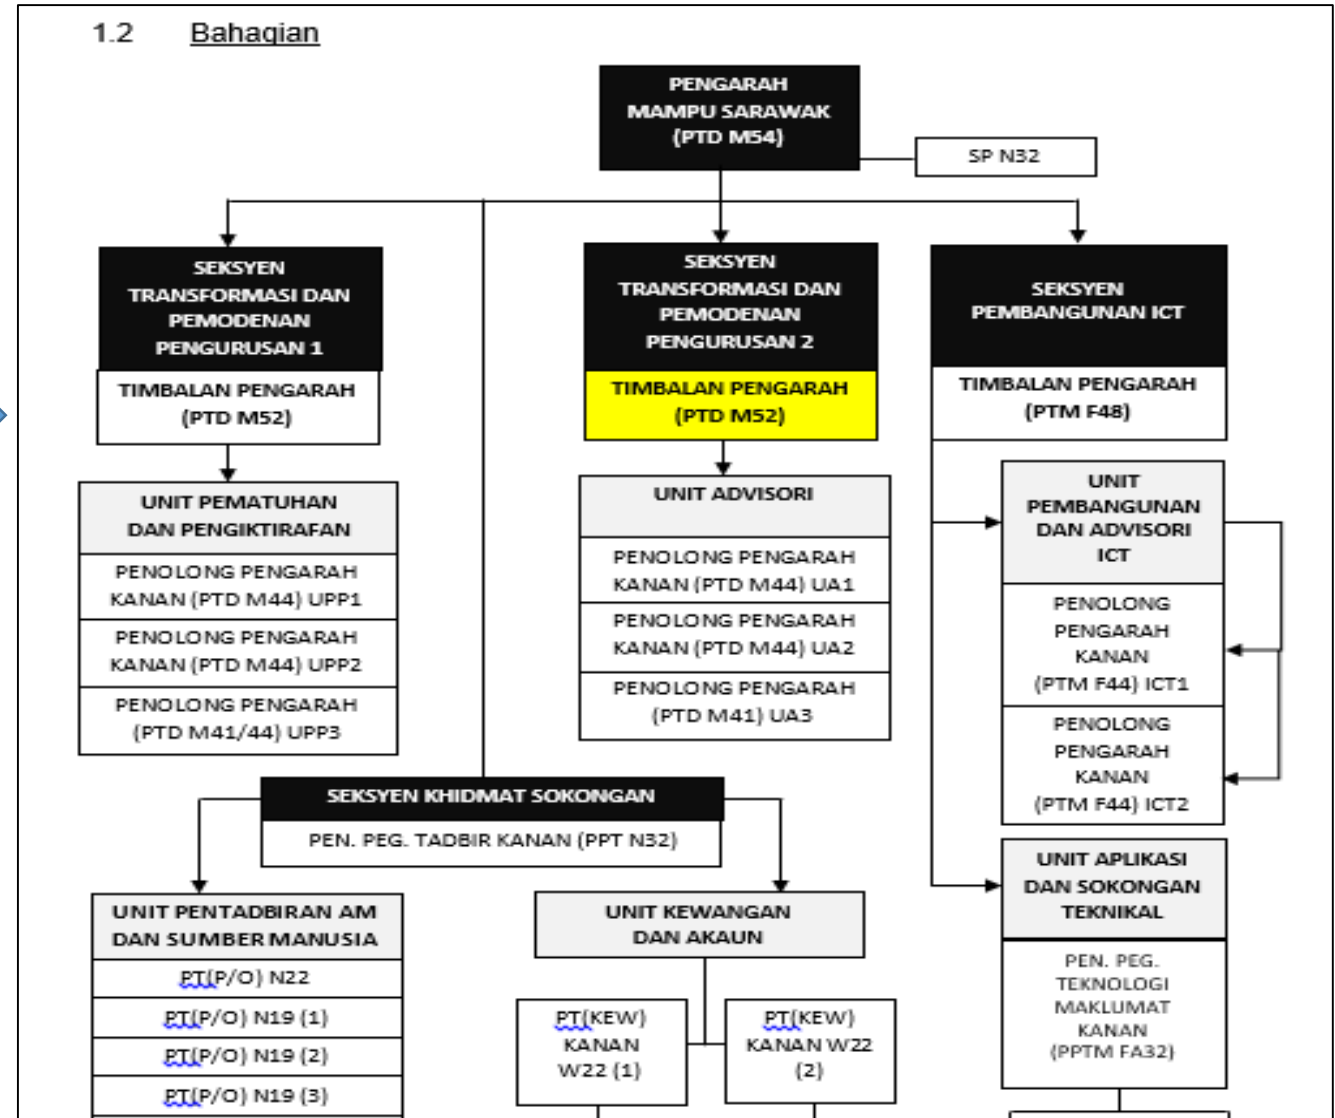 1.2 Bahagian
PENGARAH
MAMPU SARAWAK
(PTD M54)
SP N32
SEKSYEN
TRANSFORMASI DAN
PEMODENAN
PENGURUSAN 1
TIMBALAN PENGARAH
(PTD M52)
UNIT PEMATUHAN
DAN PENGIKTIRAFAN
PENOLONG PENGARAH
KANAN (PTD M44) UPP1
PENOLONG PENGARAH
KANAN (PTD M44) UPP2
PENOLONG PENGARAH
(PTD M41/44) UPP3
SEKSYEN
TRANSFORMASI DAN
PEMODENAN
PENGURUSAN 2
TIMBALAN PENGARAH
(PTD M52)
UNIT ADVISORI
PENOLONG PENGARAH
KANAN (PTD M44) UA1
PENOLONG PENGARAH
KANAN (PTD M44) UA2
PENOLONG PENGARAH
(PTD M41) UA3
SEKSYEN
PEMBANGUNAN ICT
TIMBALAN PENGARAH
(PTM F48)
UNIT
PEMBANGUNAN
DAN ADVISORI
ICT
PENOLONG
PENGARAH
KANAN
(PTM F44) ICT1
PENOLONG
PENGARAH
KANAN
(PTM F44) ICT2
UNIT APLIKASI
DAN SOKONGAN
TEKNIKAL
PEN. PEG.
TEKNOLOGI
MAKLUMAT
KANAN
(PPTM FA32)
SEKSYEN KHIDMAT SOKONGAN
PEN. PEG. TADBIR KANAN (PPT N32)
UNIT PENTADBIRAN AM
DAN SUMBER MANUSIA
PT(P/O) N22
PT(P/O) N19 (1)
PT(P/O) N19 (2)
PT(P/O) N19 (3)
UNIT KEWANGAN
DAN AKAUN
PT(KEW)
KANAN
W22 (1)
PT(KEW)
KANAN W22
(2)